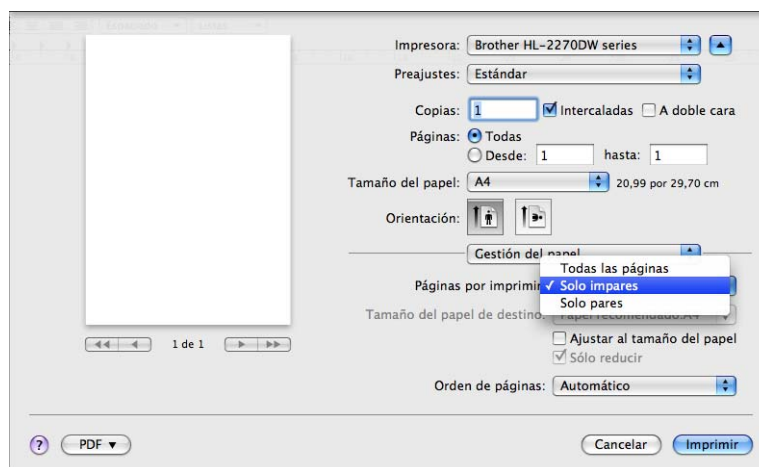 Impresora: Brother HL-2270DW series
Preajustes: Estándar
Copias: 1 Intercaladas A doble cara
Páginas: Todas
Desde: 1 hasta: 1
Tamaño del papel: A4 20,99 por 29,70 cm
Orientación:
Gestión del papel
Todas las páginas
Páginas por imprimir ✓ Solo impares
Solo pares
Tamaño del papel de destino: Papel recomendado:A4
Ajustar al tamaño del papel
1 de 1
Sólo reducir
Orden de páginas: Automático
? PDF ▼ Cancelar Imprimir